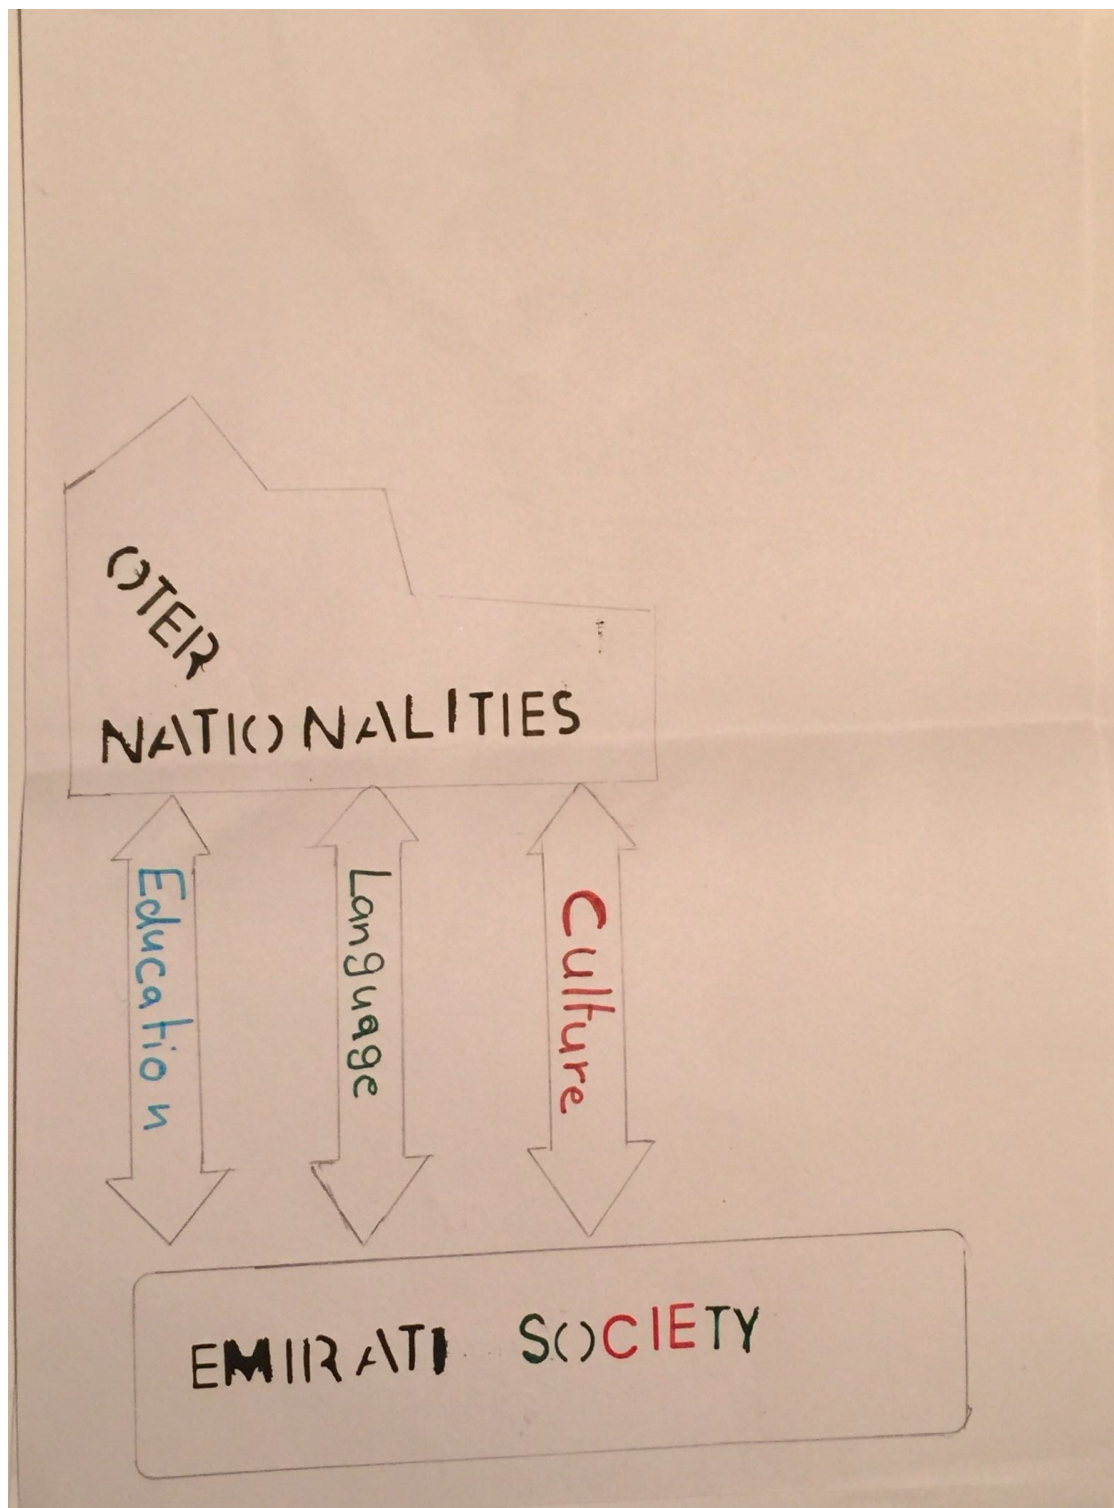 OTER
NATIONALITIES
Education
Language
Culture
EMIRATI SOCIETY